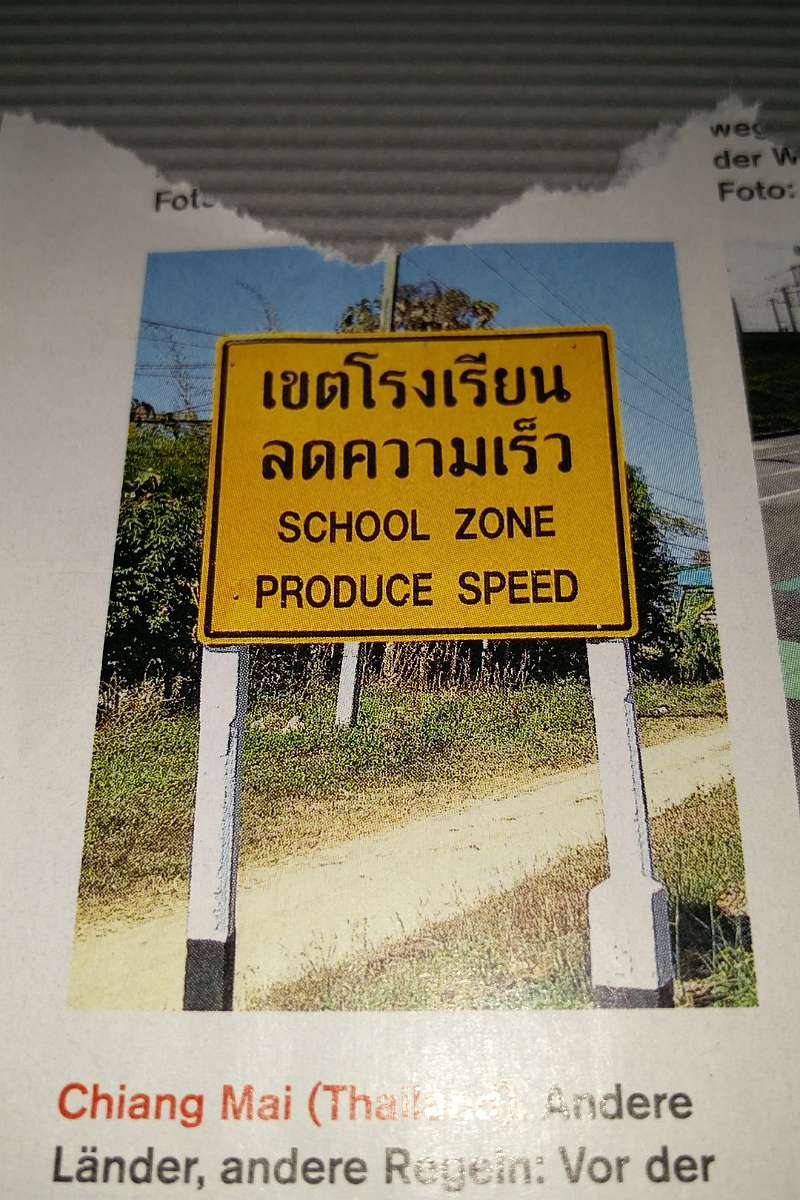 weg
der W
Foto:
เขตโรงเรียน
ลดความเร็ว
SCHOOL ZONE
PRODUCE SPEED
Chiang Mai (Thailand). Andere
Länder, andere Regeln: Vor der